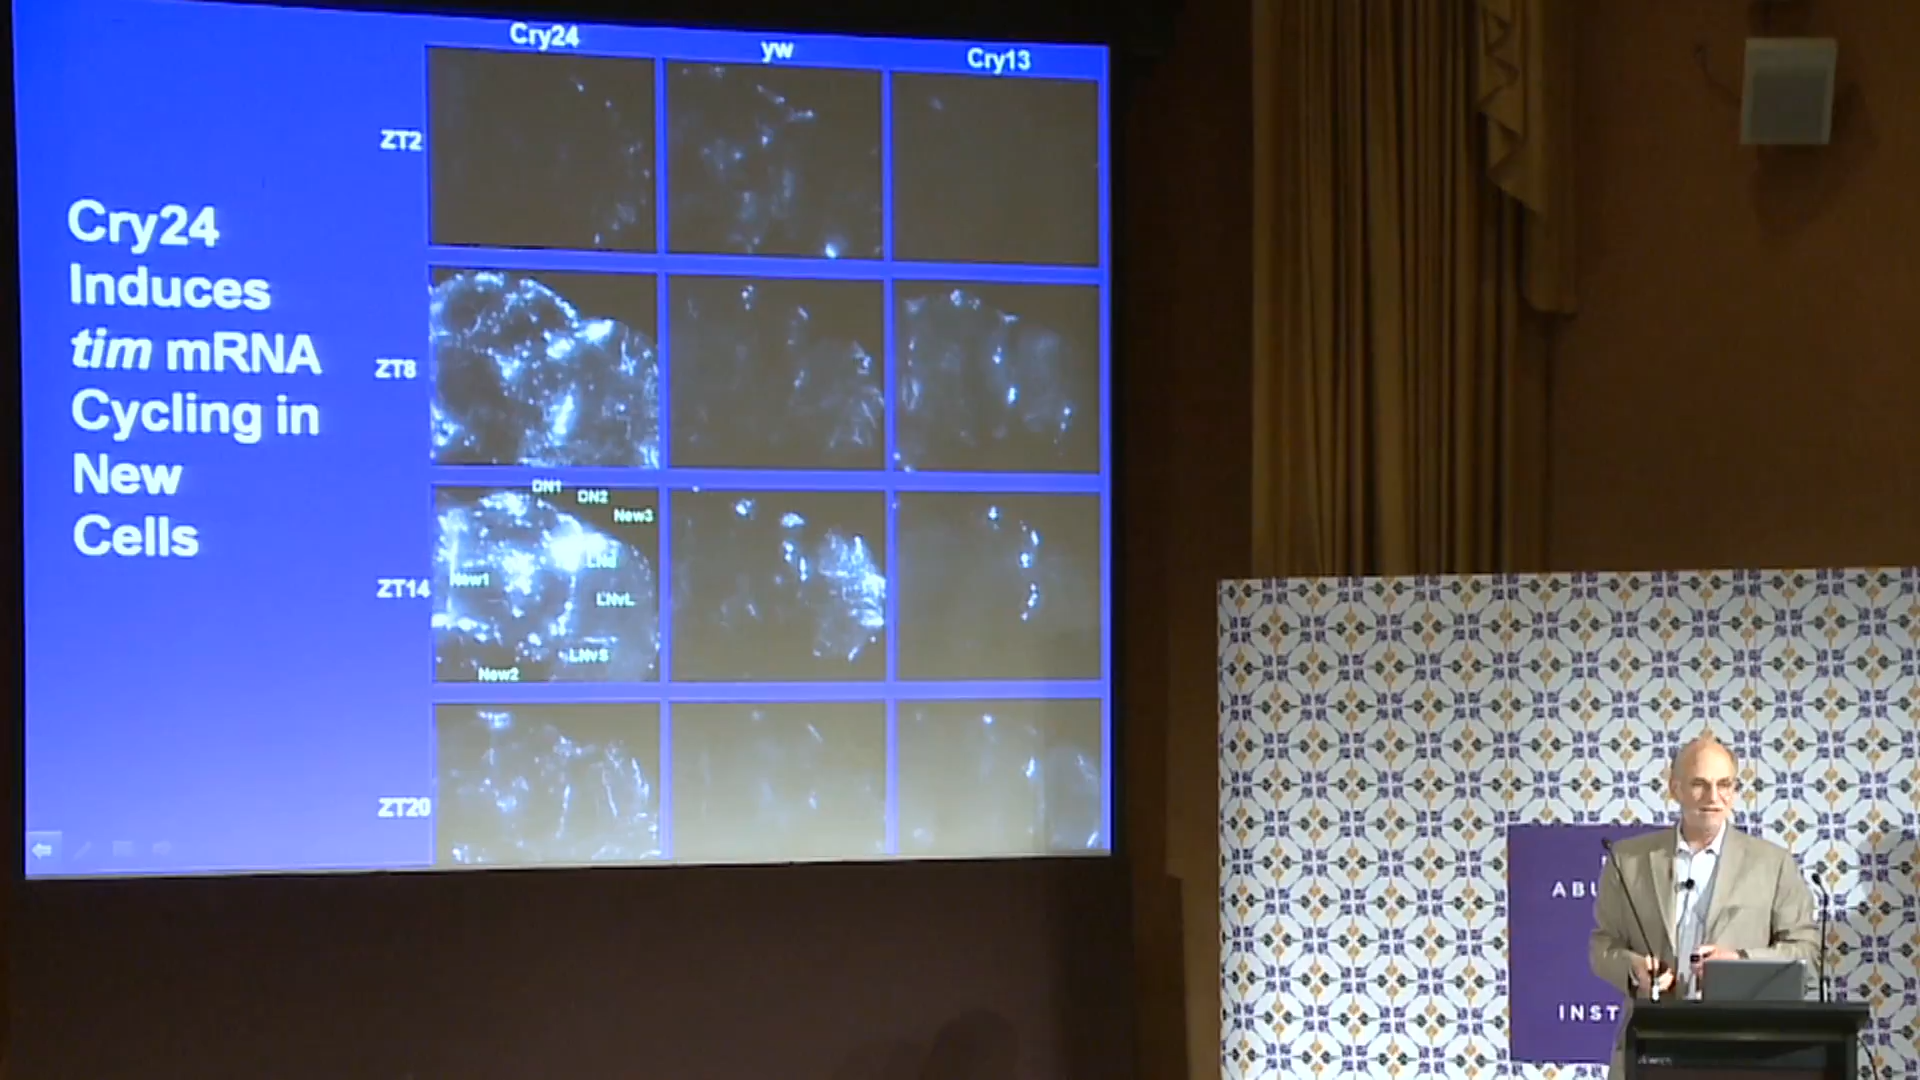 Cry24
yw
Cry13
ZT2
Cry24
Induces
tim mRNA
Cycling in
New
Cells
ZT8
DN1
DN2
New3
LNd
New1
ZT14
LNvL
LNvS
New2
ZT20
ABU
INST